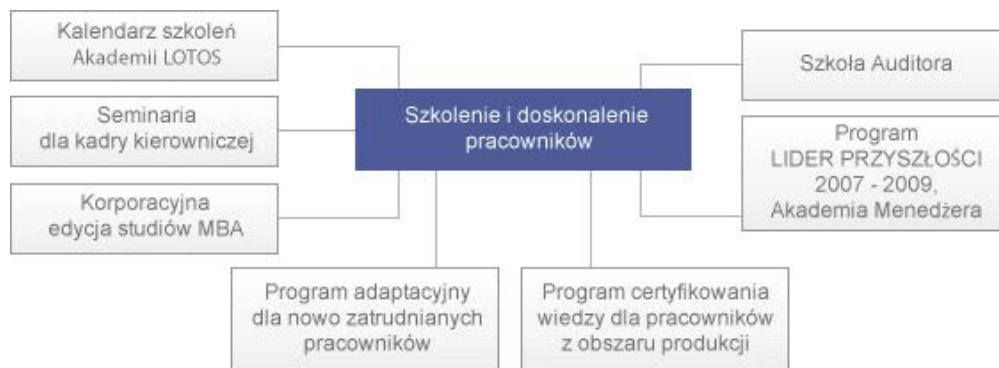 Kalendarz szkoleń
Akademii LOTOS
Seminaria
dla kadry kierowniczej
Korporacyjna
edycja studiów MBA
Szkolenie i doskonalenie
pracowników
Szkoła Auditora
Program
LIDER PRZYSZŁOŚCI
2007 - 2009,
Akademia Menedżera
Program adaptacyjny
dla nowo zatrudnianych
pracowników
Program certyfikowania
wiedzy dla pracowników
z obszaru produkcji